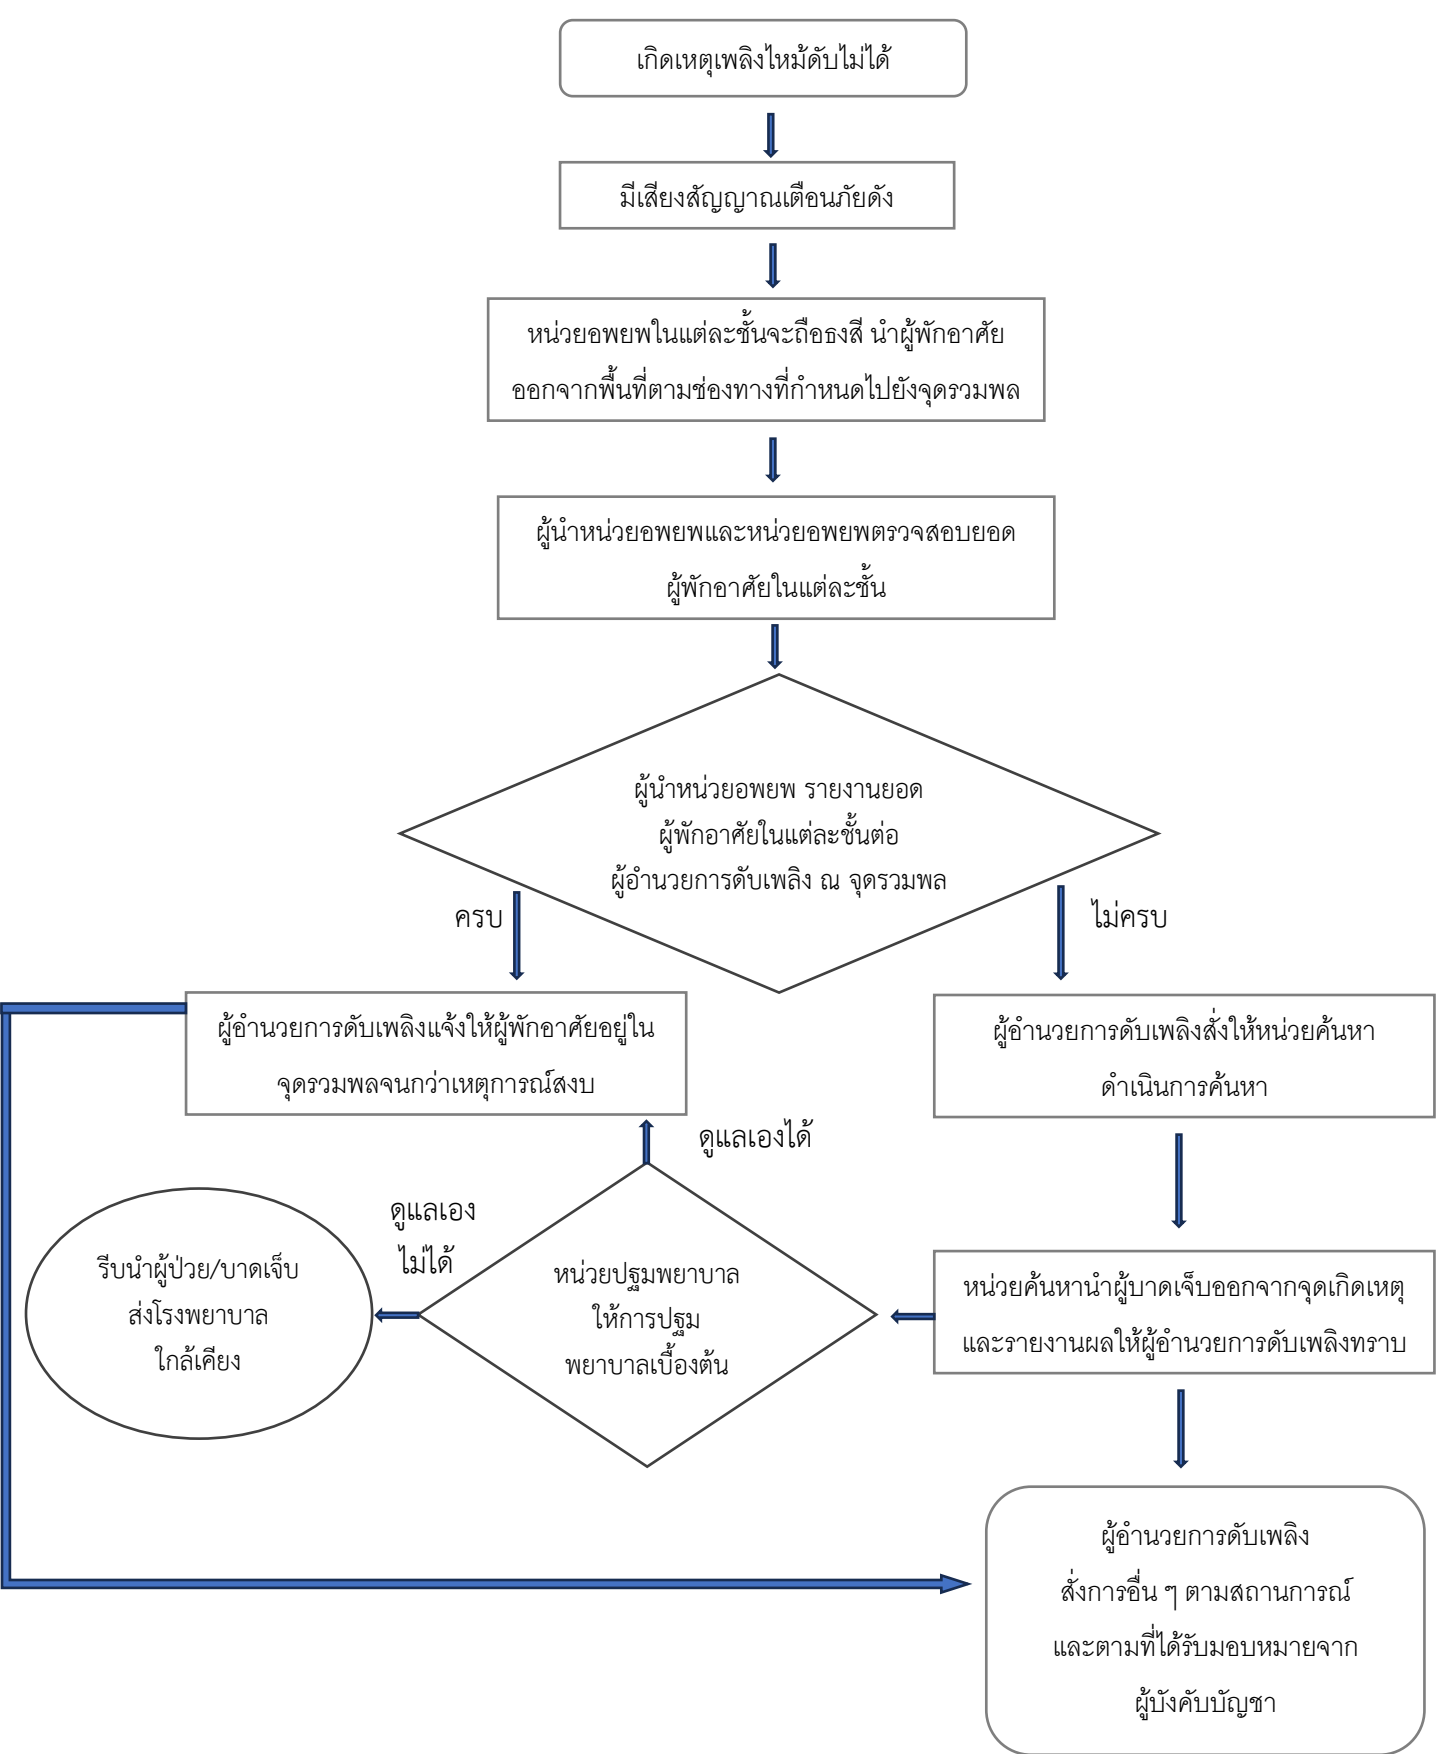 เกิดเหตุเพลิงไหม้ดับไม่ได้
มีเสียงสัญญาณเตือนภัยดัง
หน่วยอพยพในแต่ละชั้นจะถือธงสี นำผู้พักอาศัย
ออกจากพื้นที่ตามช่องทางที่กำหนดไปยังจุดรวมพล
ผู้นำหน่วยอพยพและหน่วยอพยพตรวจสอบยอด
ผู้พักอาศัยในแต่ละชั้น
ผู้นำหน่วยอพยพ รายงานยอด
ผู้พักอาศัยในแต่ละชั้นต่อ
ผู้อำนวยการดับเพลิง ณ จุดรวมพล
ครบ
ไม่ครบ
ผู้อำนวยการดับเพลิงแจ้งให้ผู้พักอาศัยอยู่ใน
จุดรวมพลจนกว่าเหตุการณ์สงบ
ผู้อำนวยการดับเพลิงสั่งให้หน่วยค้นหา
ดำเนินการค้นหา
ดูแลเองได้
ดูแลเอง
ไม่ได้
รีบนำผู้ป่วย/บาดเจ็บ
ส่งโรงพยาบาล
ใกล้เคียง
หน่วยปฐมพยาบาล
ให้การปฐม
พยาบาลเบื้องต้น
หน่วยค้นหานำผู้บาดเจ็บออกจากจุดเกิดเหตุ
และรายงานผลให้ผู้อำนวยการดับเพลิงทราบ
ผู้อำนวยการดับเพลิง
สั่งการอื่น ๆ ตามสถานการณ์
และตามที่ได้รับมอบหมายจาก
ผู้บังคับบัญชา